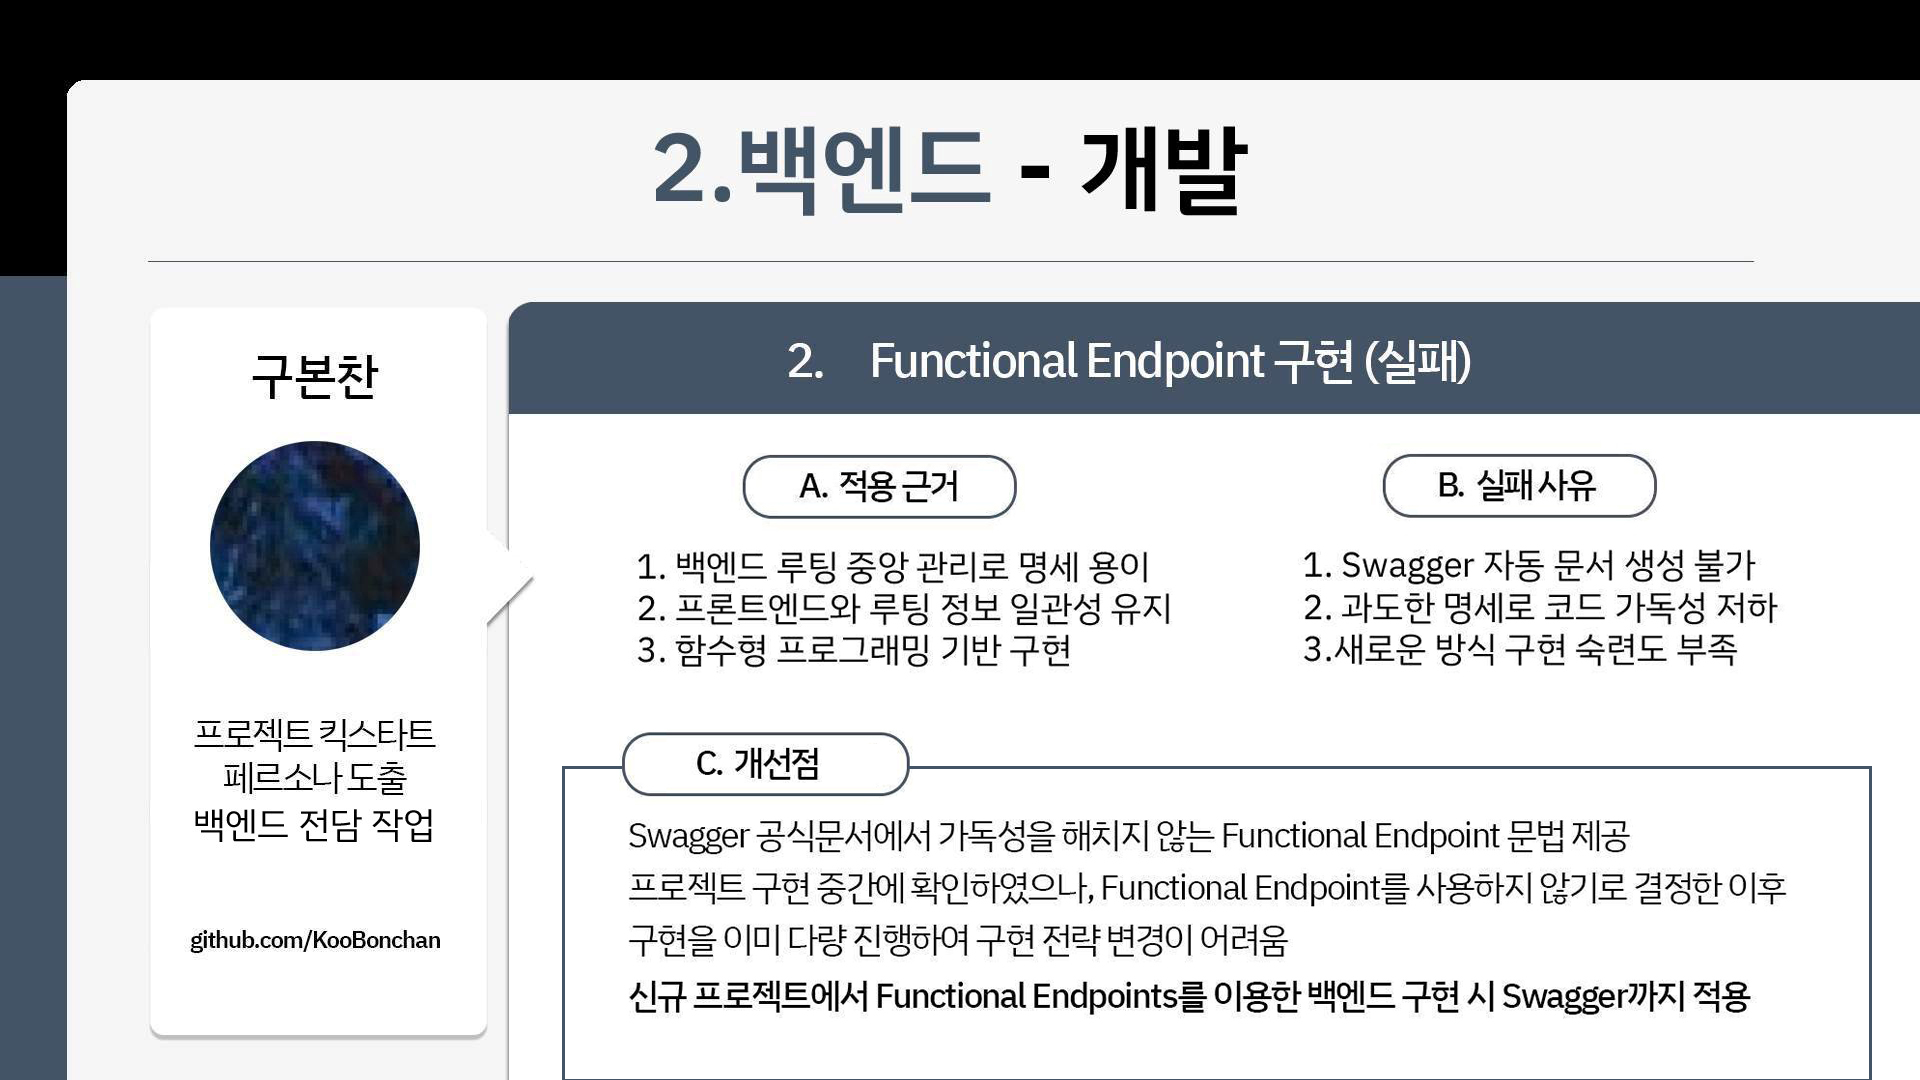 2.백엔드 - 개발
구본찬
프로젝트 킥스타트
페르소나 도출
백엔드 전담 작업
github.com/KooBonchan
2. Functional Endpoint 구현 (실패)
A. 적용 근거
1. 백엔드 루팅 중앙 관리로 명세 용이
2. 프론트엔드와 루팅 정보 일관성 유지
3. 함수형 프로그래밍 기반 구현
B. 실패 사유
1. Swagger 자동 문서 생성 불가
2. 과도한 명세로 코드 가독성 저하
3.새로운 방식 구현 숙련도 부족
C. 개선점
Swagger 공식문서에서 가독성을 해치지 않는 Functional Endpoint 문법 제공
프로젝트 구현 중간에 확인하였으나, Functional Endpoint를 사용하지 않기로 결정한 이후
구현을 이미 다량 진행하여 구현 전략 변경이 어려움
신규 프로젝트에서 Functional Endpoints를 이용한 백엔드 구현 시 Swagger까지 적용